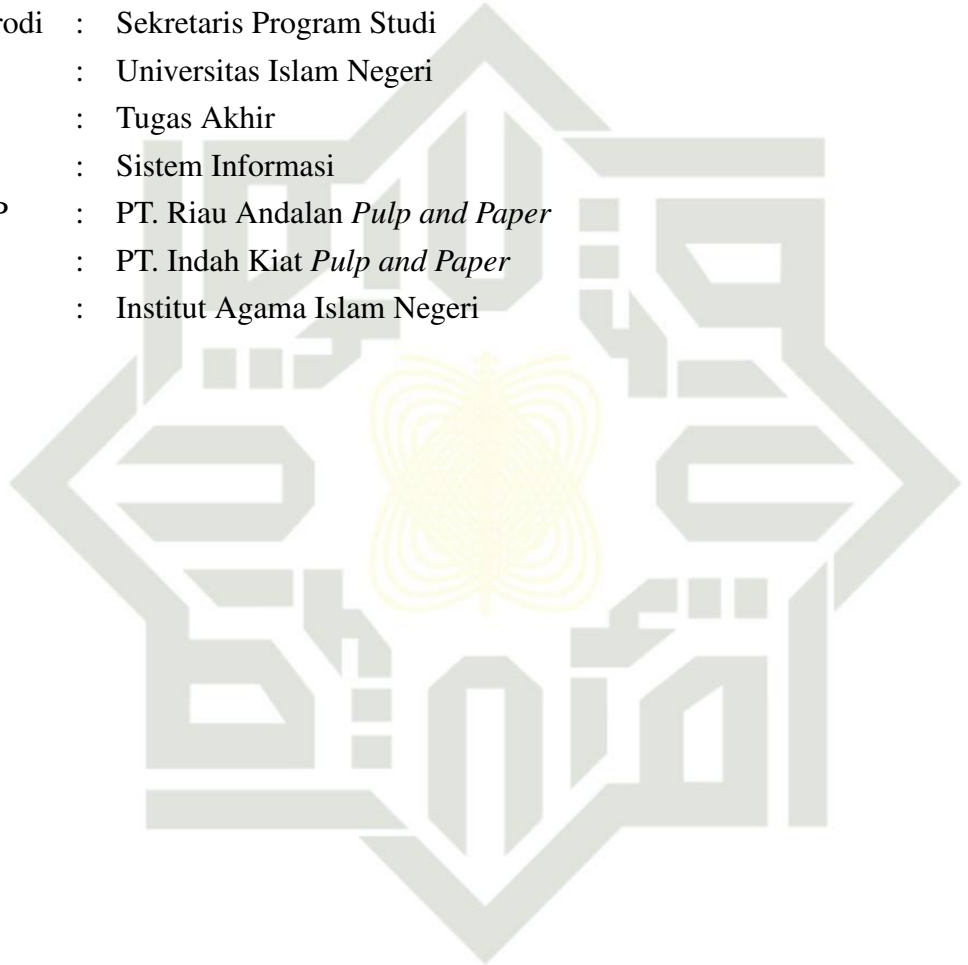 rodi : Sekretaris Program Studi
: Universitas Islam Negeri
: Tugas Akhir
: Sistem Informasi
P : PT. Riau Andalan Pulp and Paper
: PT. Indah Kiat Pulp and Paper
: Institut Agama Islam Negeri